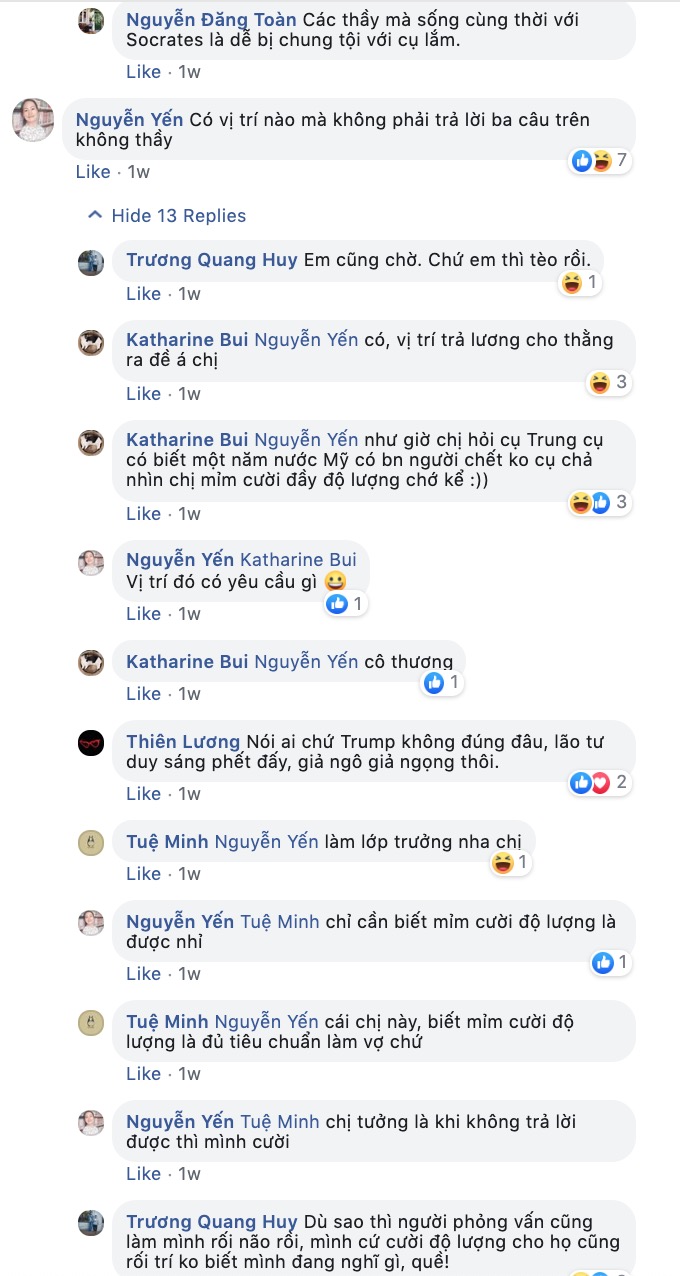 Nguyễn Đăng Toàn Các thầy mà sống cùng thời với
Socrates là dễ bị chung tội với cụ lắm.
Like · 1w
Nguyễn Yến Có vị trí nào mà không phải trả lời ba câu trên
không thầy
7
Like · 1w
Hide 13 Replies
Trương Quang Huy Em cũng chờ. Chứ em thì tèo rồi.
1
Like · 1w
Katharine Bui Nguyễn Yến có, vị trí trả lương cho thằng
ra đề á chị
3
Like · 1w
Katharine Bui Nguyễn Yến như giờ chị hỏi cụ Trung cụ
có biết một năm nước Mỹ có bn người chết ko cụ chả
nhìn chị mỉm cười đầy độ lượng chớ kể :))
3
Like · 1w
Nguyễn Yến Katharine Bui
Vị trí đó có yêu cầu gì 😀
1
Like · 1w
Katharine Bui Nguyễn Yến cô thương
1
Like · 1w
Thiên Lương Nói ai chứ Trump không đúng đâu, lão tư
duy sáng phết đấy, giả ngô giả ngọng thôi.
2
Like · 1w
Tuệ Minh Nguyễn Yến làm lớp trưởng nha chị
1
Like · 1w
Nguyễn Yến Tuệ Minh chỉ cần biết mỉm cười độ lượng là
được nhỉ
1
Like · 1w
Tuệ Minh Nguyễn Yến cái chị này, biết mỉm cười độ
lượng là đủ tiêu chuẩn làm vợ chứ
Like · 1w
Nguyễn Yến Tuệ Minh chị tưởng là khi không trả lời
được thì mình cười
Like · 1w
Trương Quang Huy Dù sao thì người phỏng vấn cũng
làm mình rối não rồi, mình cứ cười độ lượng cho họ cũng
rối trí ko biết mình đang nghĩ gì, quê!